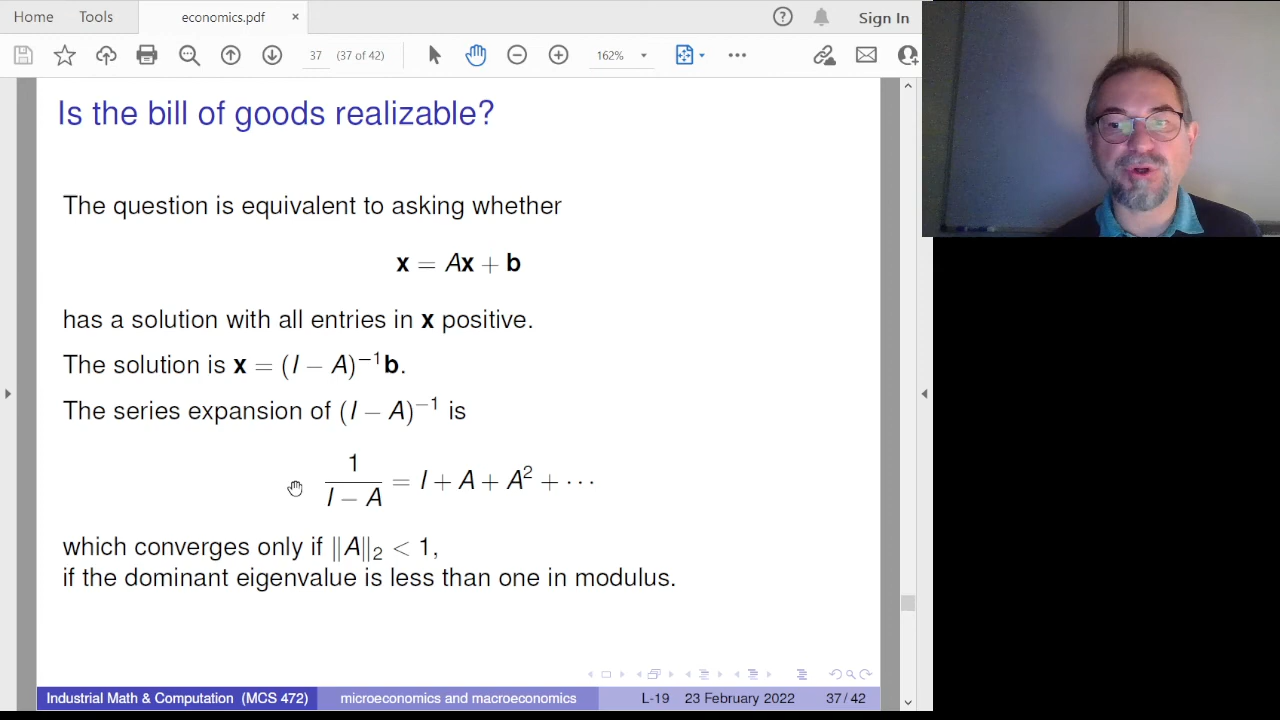 Home Tools economics.pdf × Sign In
37 (37 of 42) 162%
Is the bill of goods realizable?
The question is equivalent to asking whether
x = Ax + b
has a solution with all entries in x positive.
The solution is x = (I − A)⁻¹b.
The series expansion of (I − A)⁻¹ is
1
—— = I + A + A² + ···
I − A
which converges only if ‖A‖₂ < 1,
if the dominant eigenvalue is less than one in modulus.
Industrial Math & Computation (MCS 472) microeconomics and macroeconomics L-19 23 February 2022 37 / 42